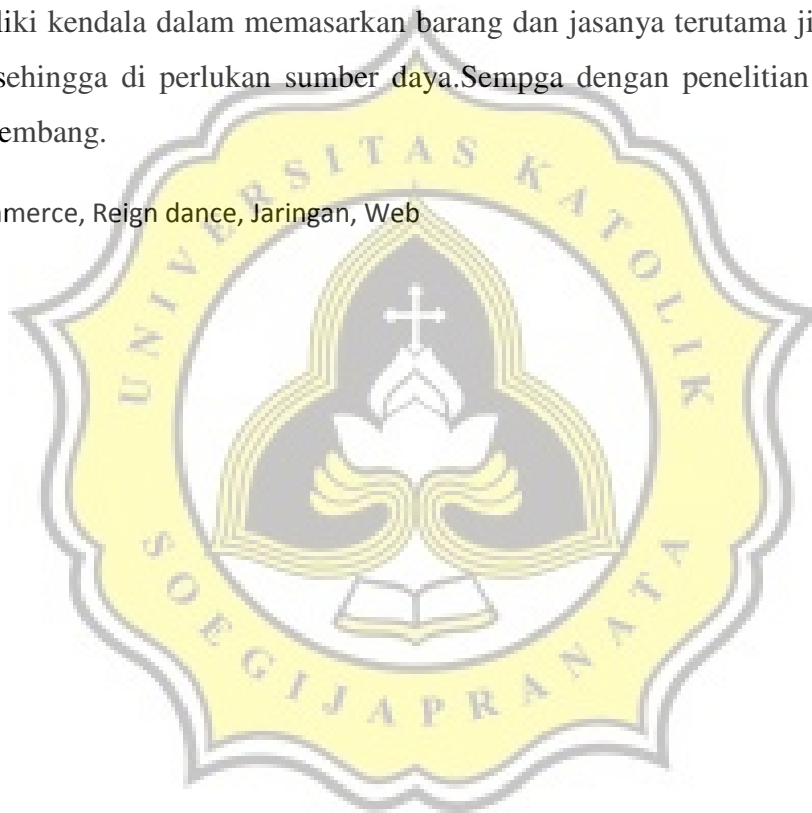 liki kendala dalam memasarkan barang dan jasanya terutama ji
sehingga di perlukan sumber daya.Sempga dengan penelitian
embang.
merce, Reign dance, Jaringan, Web
UNIVERSITAS KATOLIK
SOEGIJAPRANATA